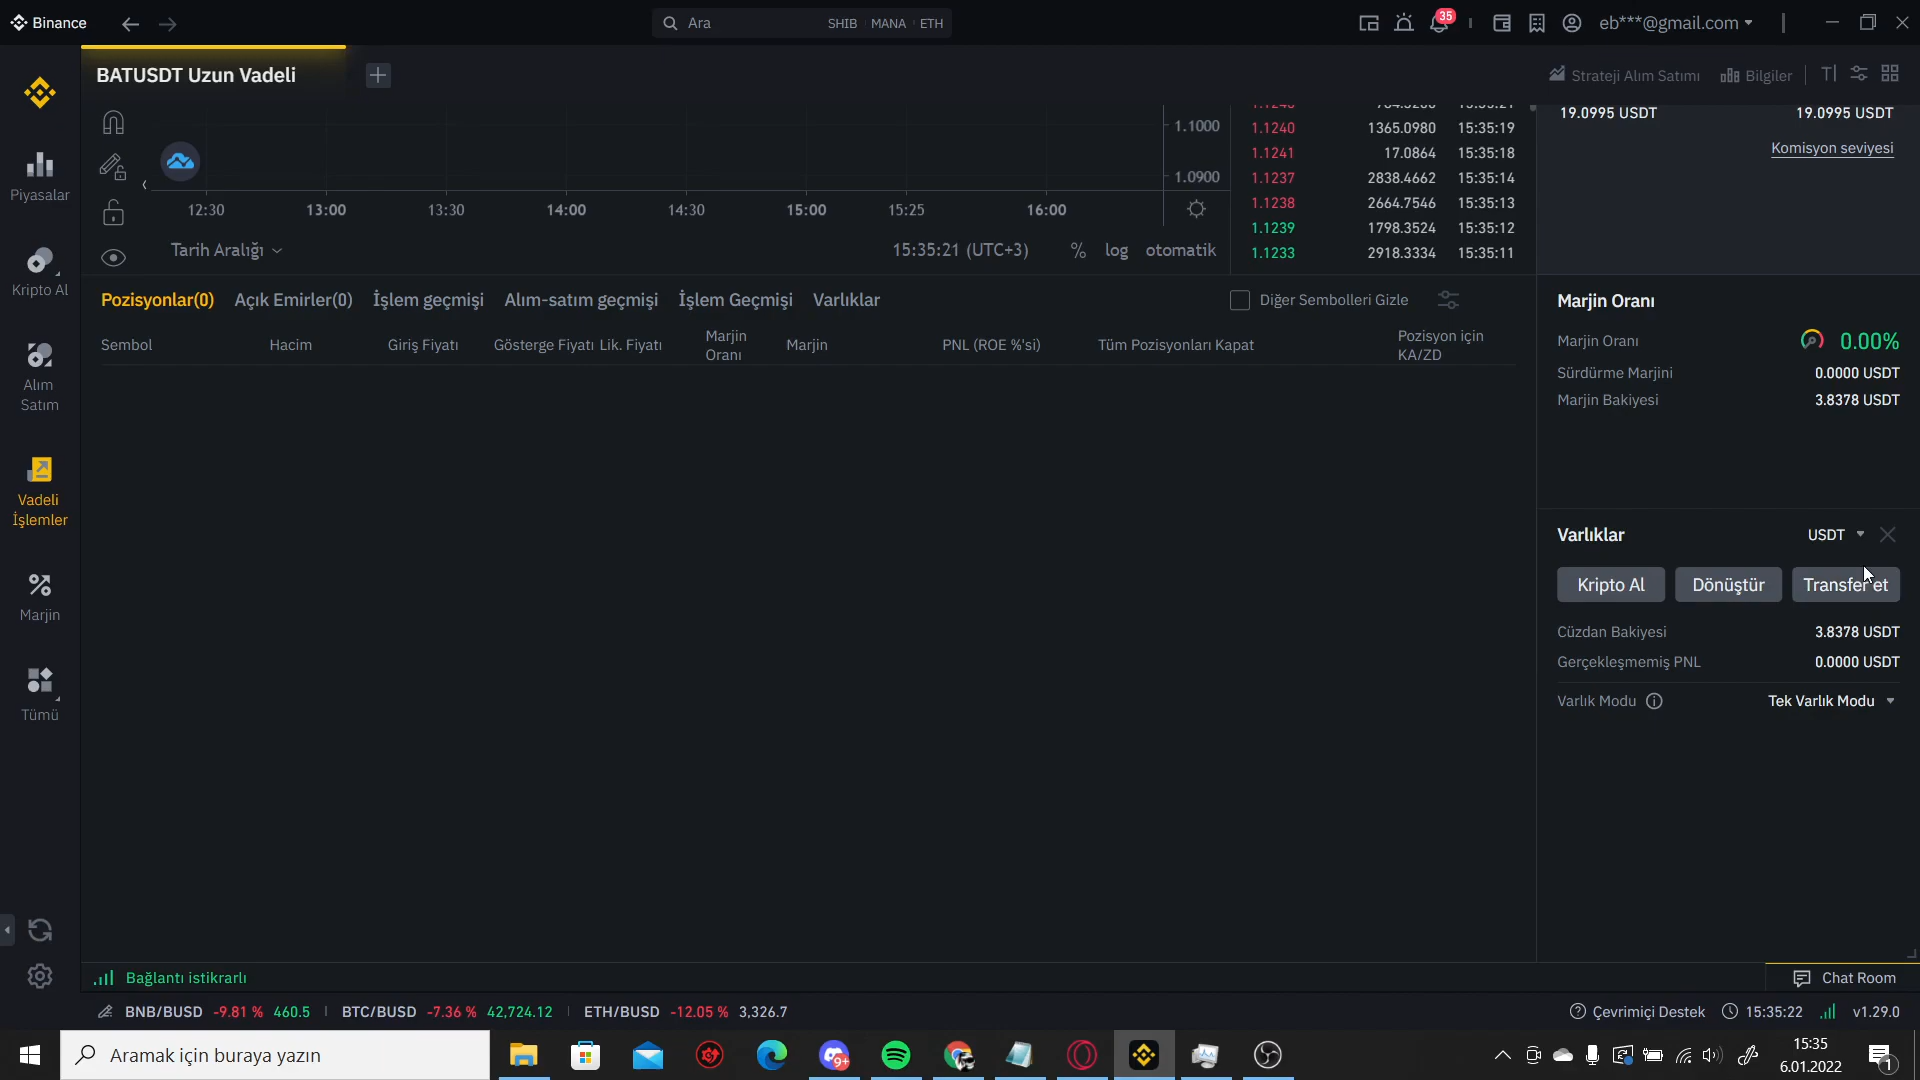 Binance
Ara SHIB MANA ETH
35
eb***@gmail.com
BATUSDT Uzun Vadeli
Strateji Alım Satımı Bilgiler
Piyasalar
Kripto Al
Alım
Satım
Vadeli
İşlemler
Marjin
Tümü
1.1000
1.0900
12:30 13:00 13:30 14:00 14:30 15:00 15:25 16:00
Tarih Aralığı 15:35:21 (UTC+3) % log otomatik
1.1240 1365.0980 15:35:19
1.1241 17.0864 15:35:18
1.1237 2838.4662 15:35:14
1.1238 2664.7546 15:35:13
1.1239 1798.3524 15:35:12
1.1233 2918.3334 15:35:11
19.0995 USDT 19.0995 USDT
Komisyon seviyesi
Pozisyonlar(0) Açık Emirler(0) İşlem geçmişi Alım-satım geçmişi İşlem Geçmişi Varlıklar
Diğer Sembolleri Gizle
Sembol Hacim Giriş Fiyatı Gösterge Fiyatı Lik. Fiyatı Marjin Oranı Marjin PNL (ROE %'si) Tüm Pozisyonları Kapat Pozisyon için KA/ZD
Marjin Oranı
Marjin Oranı 0.00%
Sürdürme Marjini 0.0000 USDT
Marjin Bakiyesi 3.8378 USDT
Varlıklar USDT
Kripto Al Dönüştür Transfer et
Cüzdan Bakiyesi 3.8378 USDT
Gerçekleşmemiş PNL 0.0000 USDT
Varlık Modu Tek Varlık Modu
Bağlantı istikrarlı
Chat Room
BNB/BUSD -9.81 % 460.5 BTC/BUSD -7.36 % 42,724.12 ETH/BUSD -12.05 % 3,326.7
Çevrimiçi Destek 15:35:22 v1.29.0
Aramak için buraya yazın
9+
15:35
6.01.2022
1